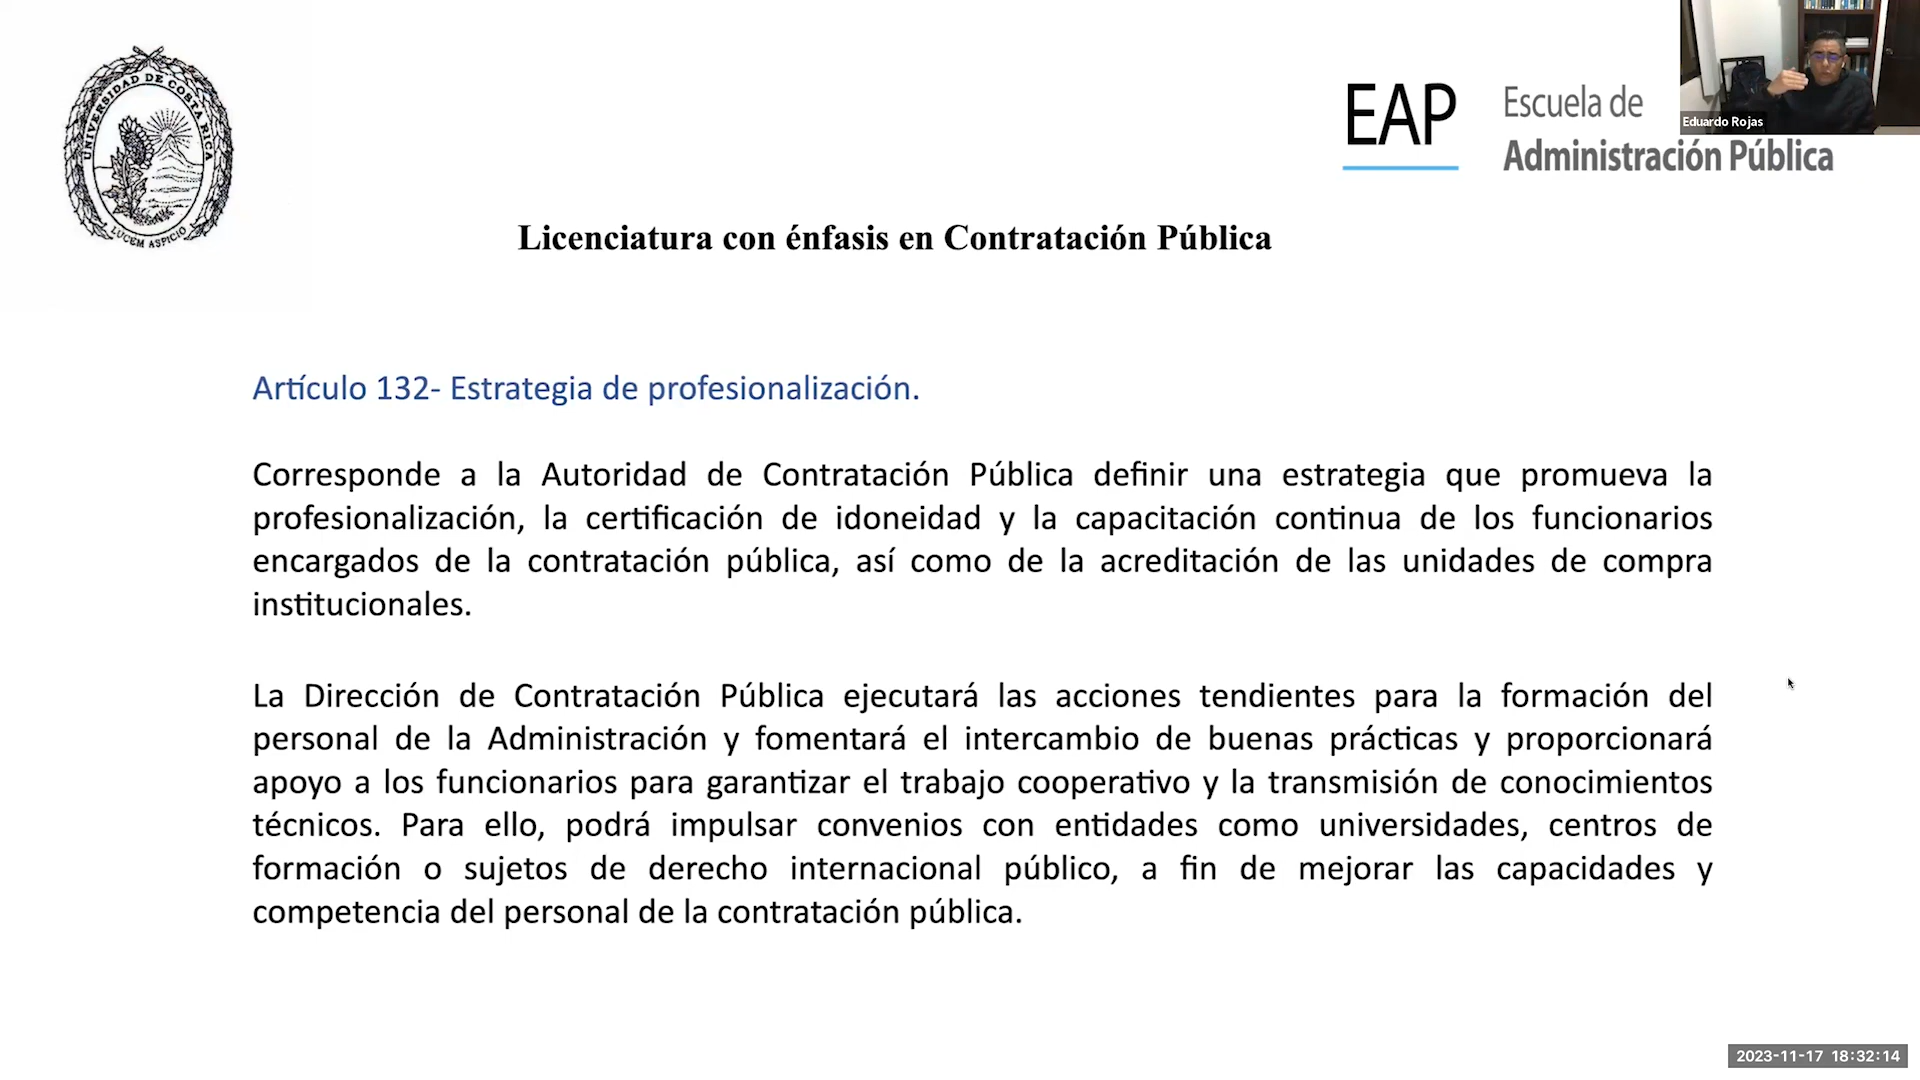 UNIVERSIDAD DE COSTA RICA
LUCEM ASPICIO
EAP
Escuela de
Administración Pública
Eduardo Rojas
Licenciatura con énfasis en Contratación Pública
Artículo 132- Estrategia de profesionalización.
Corresponde a la Autoridad de Contratación Pública definir una estrategia que promueva la
profesionalización, la certificación de idoneidad y la capacitación continua de los funcionarios
encargados de la contratación pública, así como de la acreditación de las unidades de compra
institucionales.
La Dirección de Contratación Pública ejecutará las acciones tendientes para la formación del
personal de la Administración y fomentará el intercambio de buenas prácticas y proporcionará
apoyo a los funcionarios para garantizar el trabajo cooperativo y la transmisión de conocimientos
técnicos. Para ello, podrá impulsar convenios con entidades como universidades, centros de
formación o sujetos de derecho internacional público, a fin de mejorar las capacidades y
competencia del personal de la contratación pública.
2023-11-17 18:32:14